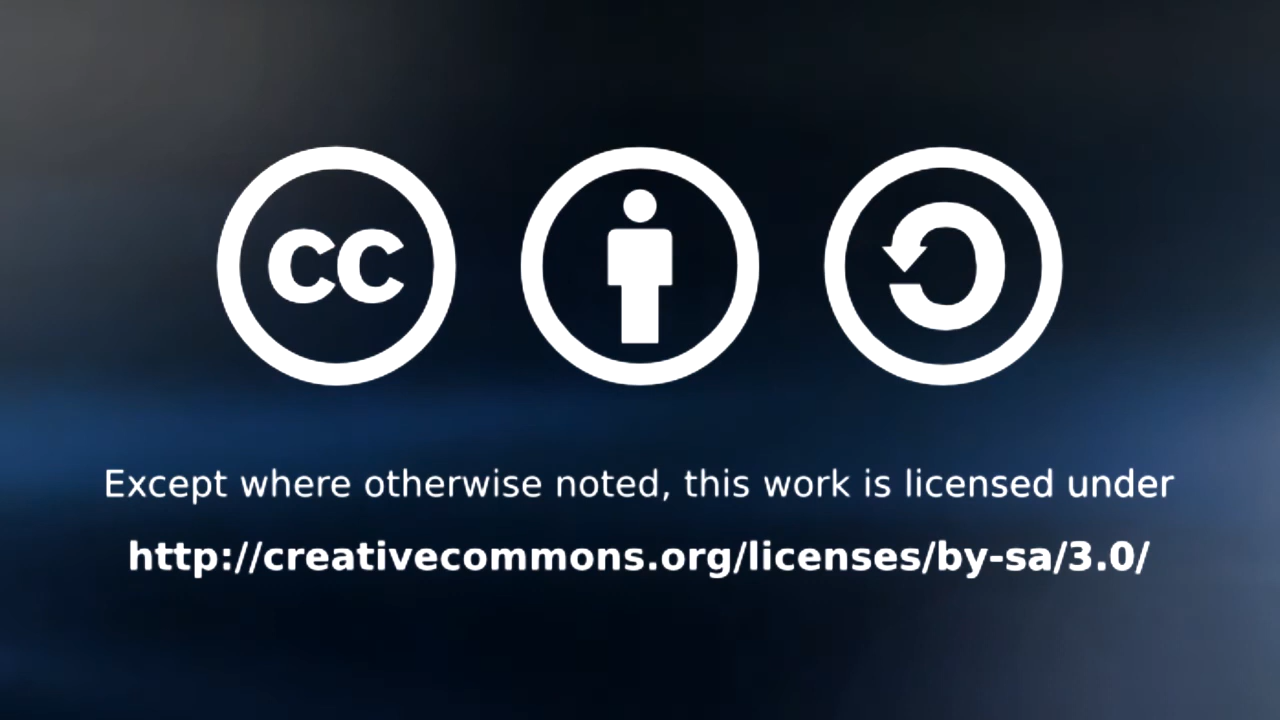 cc
Except where otherwise noted, this work is licensed under
http://creativecommons.org/licenses/by-sa/3.0/